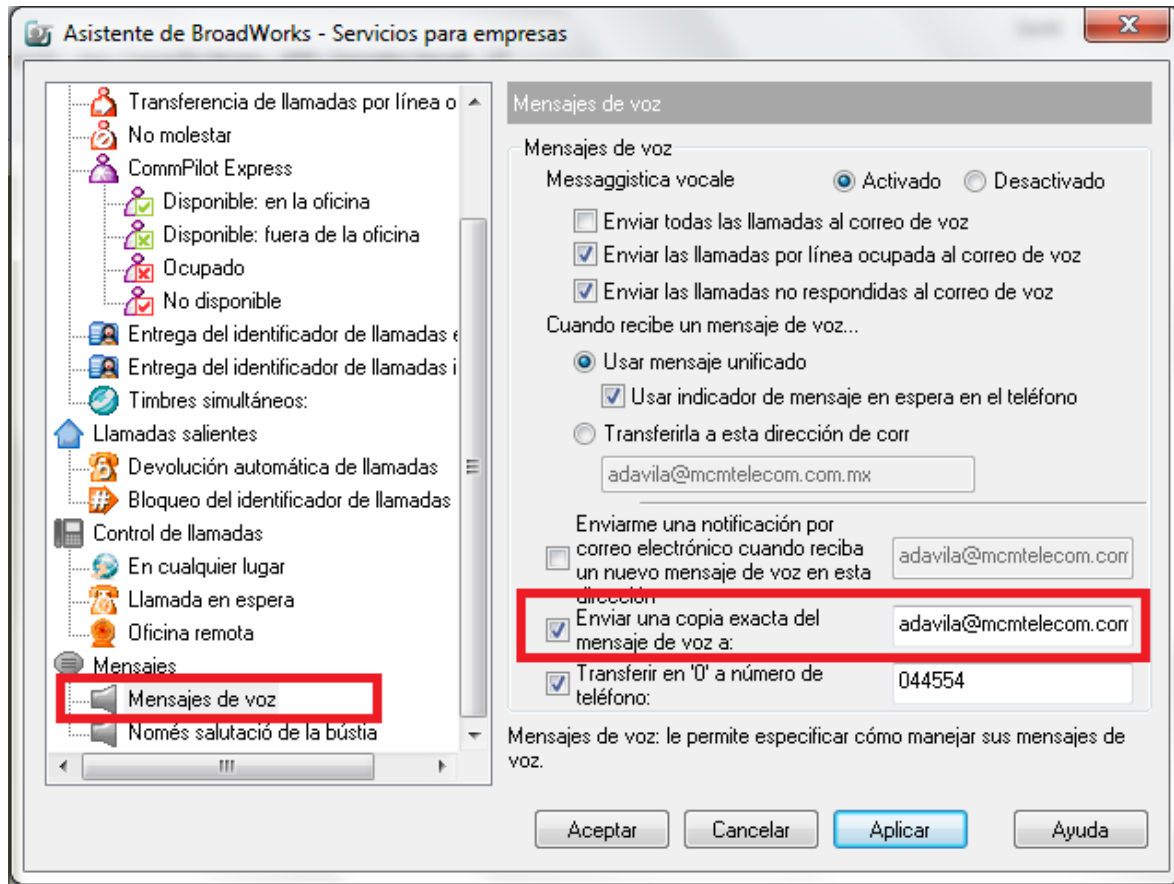 Asistente de BroadWorks - Servicios para empresas
Transferencia de llamadas por línea o
No molestar
CommPilot Express
Disponible: en la oficina
Disponible: fuera de la oficina
Ocupado
No disponible
Entrega del identificador de llamadas e
Entrega del identificador de llamadas i
Timbres simultáneos:
Llamadas salientes
Devolución automática de llamadas
Bloqueo del identificador de llamadas
Control de llamadas
En cualquier lugar
Llamada en espera
Oficina remota
Mensajes
Mensajes de voz
Només salutació de la bústia
Mensajes de voz
Mensajes de voz
Messaggistica vocale Activado Desactivado
Enviar todas las llamadas al correo de voz
Enviar las llamadas por línea ocupada al correo de voz
Enviar las llamadas no respondidas al correo de voz
Cuando recibe un mensaje de voz...
Usar mensaje unificado
Usar indicador de mensaje en espera en el teléfono
Transferirla a esta dirección de corr
adavila@mcmtelecom.com.mx
Enviarme una notificación por
correo electrónico cuando reciba
un nuevo mensaje de voz en esta
dirección
adavila@mcmtelecom.com
Enviar una copia exacta del
mensaje de voz a:
adavila@mcmtelecom.com
Transferir en '0' a número de
teléfono:
044554
Mensajes de voz: le permite especificar cómo manejar sus mensajes de
voz.
Aceptar Cancelar Aplicar Ayuda